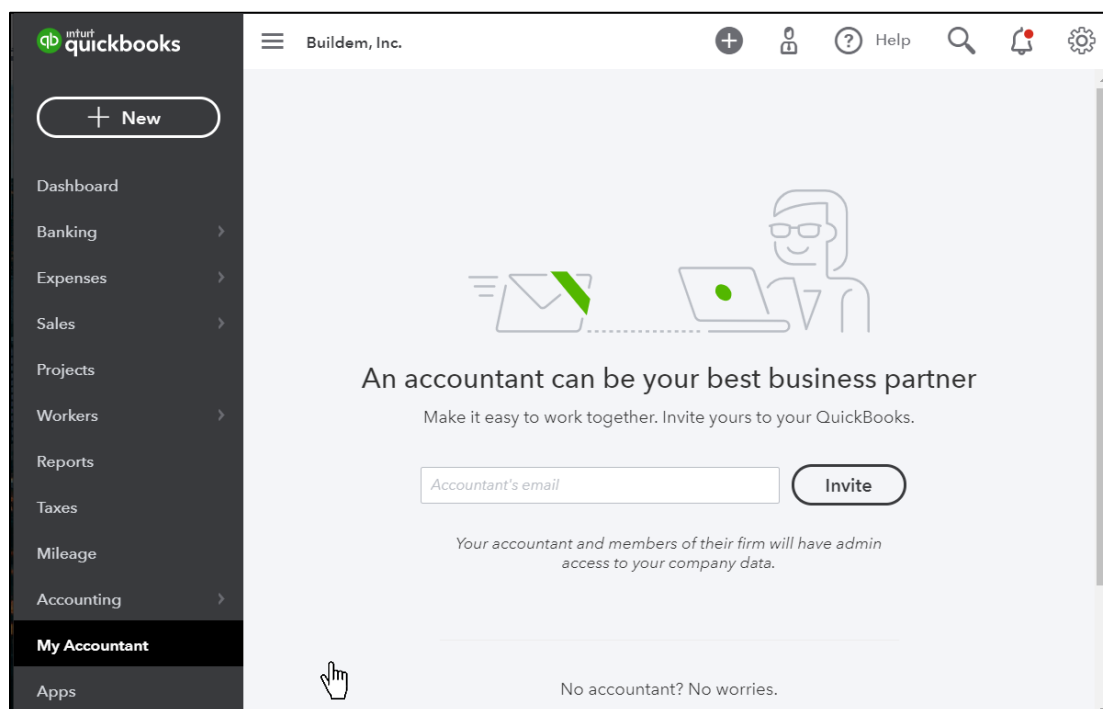 qb intuit quickbooks
Buildem, Inc.
? Help
+ New
Dashboard
Banking
Expenses
Sales
Projects
Workers
Reports
Taxes
Mileage
Accounting
My Accountant
Apps
An accountant can be your best business partner
Make it easy to work together. Invite yours to your QuickBooks.
Accountant's email
Invite
Your accountant and members of their firm will have admin
access to your company data.
No accountant? No worries.